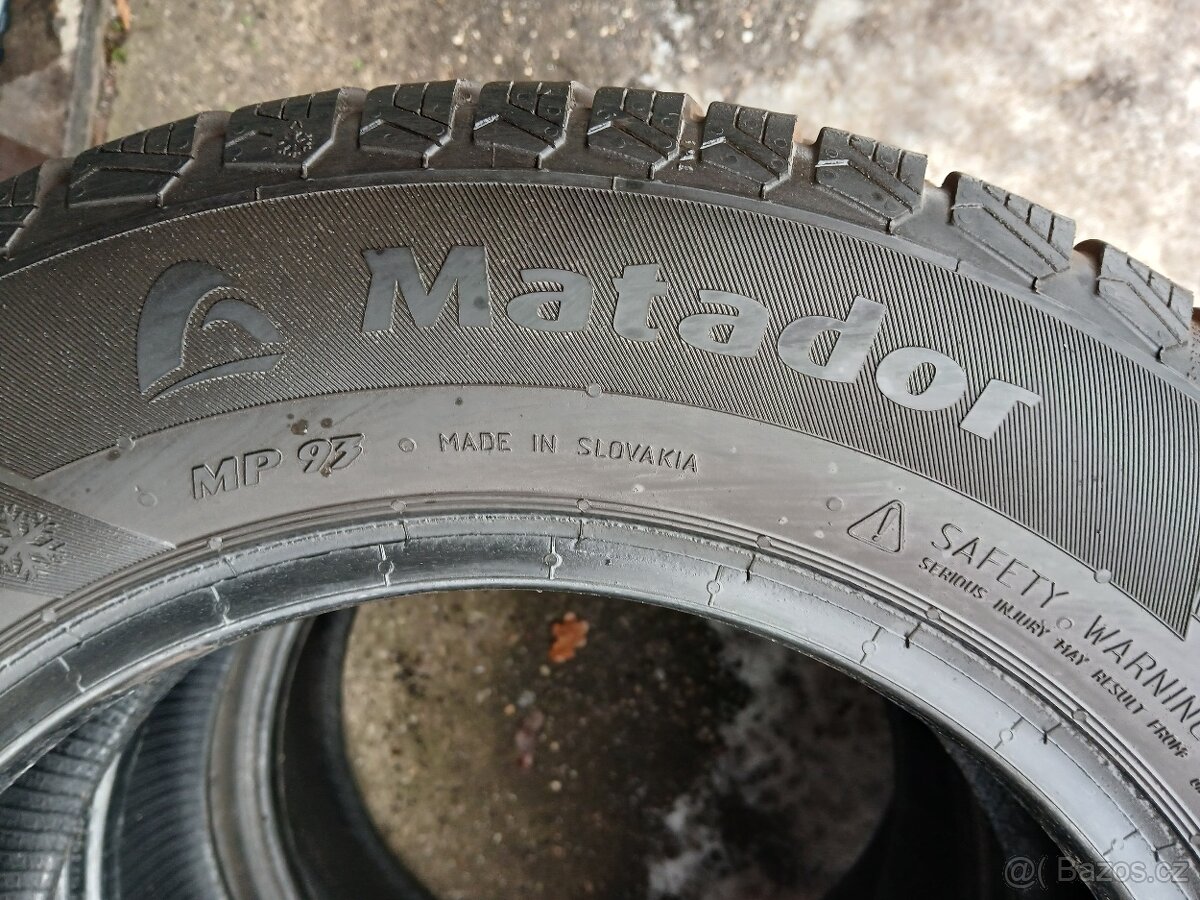 Matador
MP 93 MADE IN SLOVAKIA
SAFETY WARNING
SERIOUS INJURY MAY RESULT FROM:
@( Bazos.cz